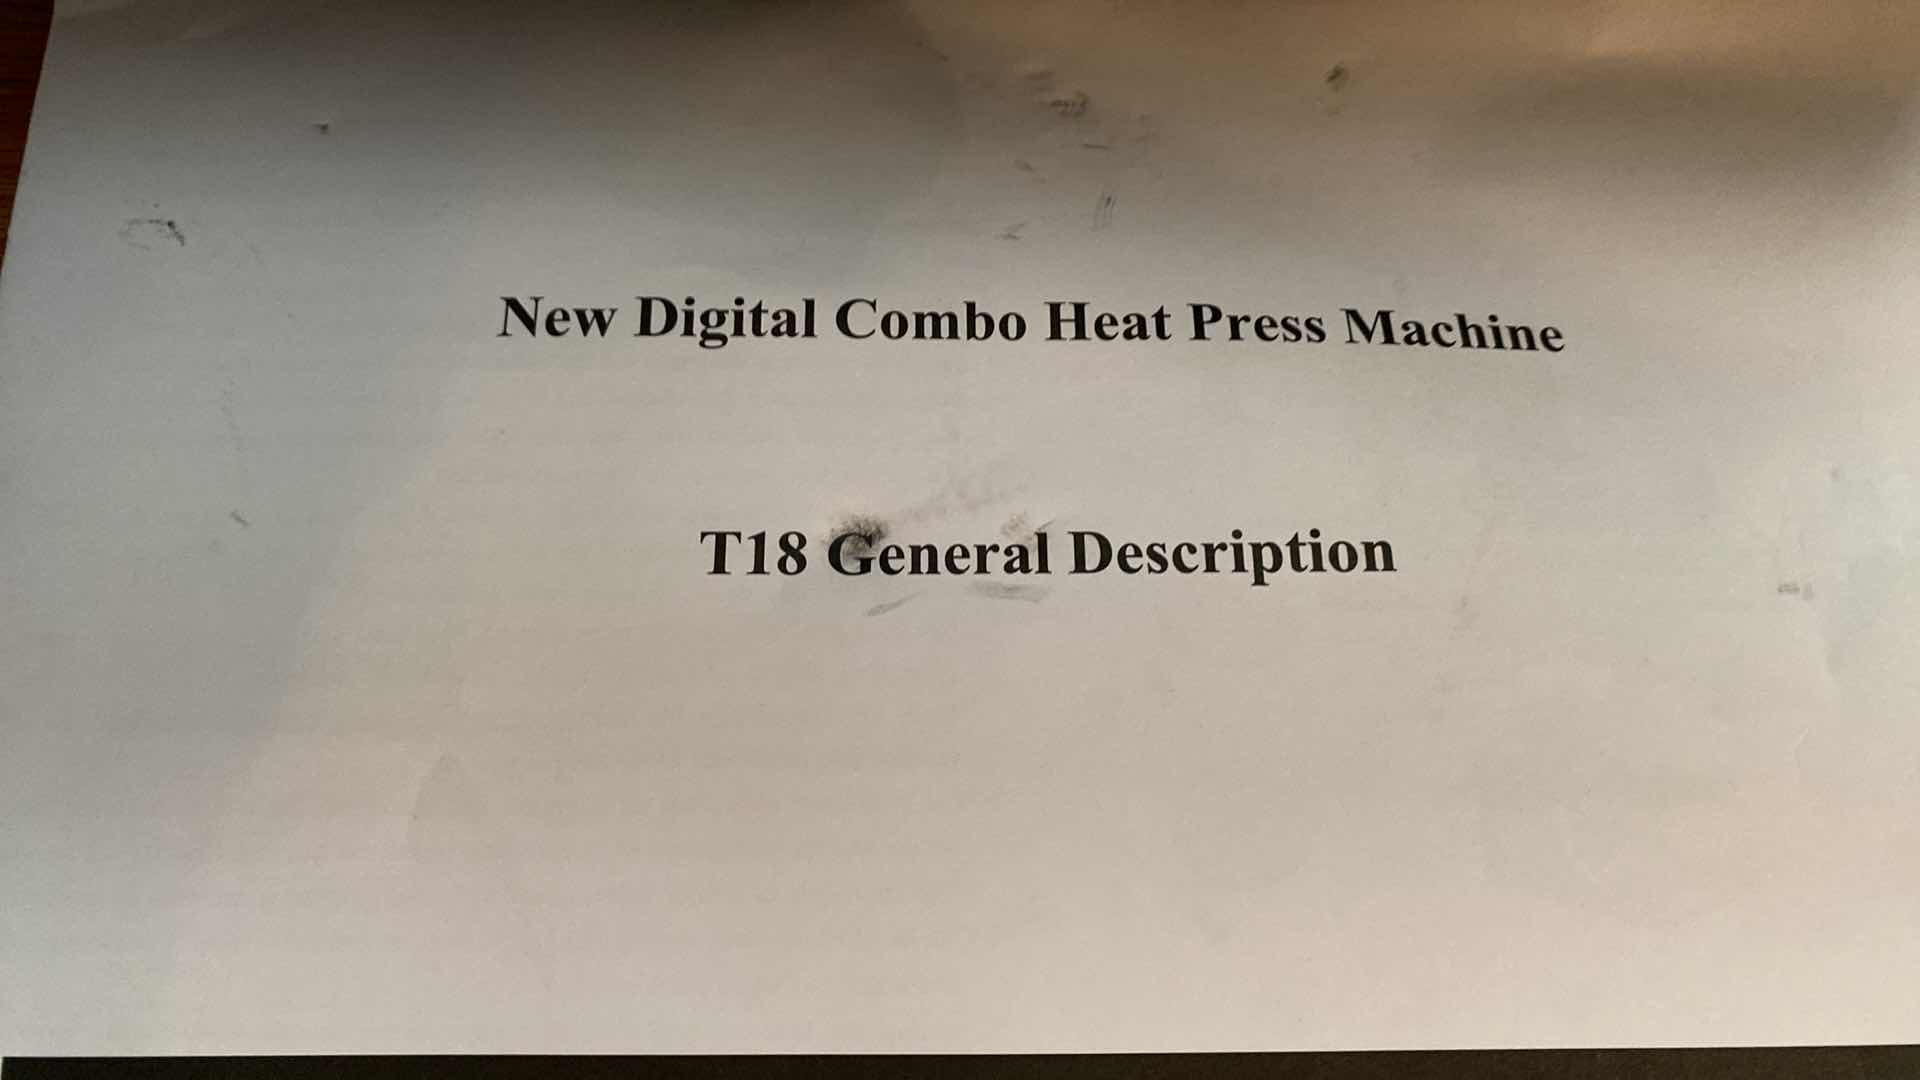 New Digital Combo Heat Press Machine
T18 General Description